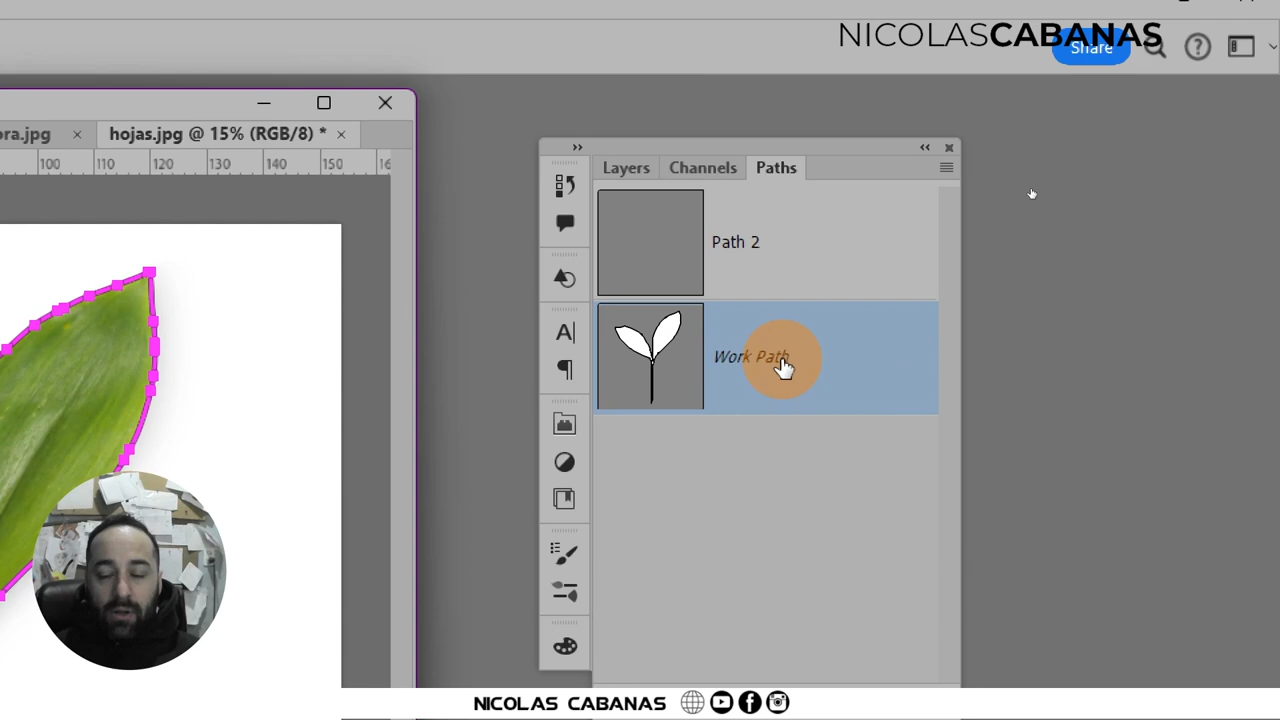 NICOLASCABANAS
Share
ora.jpg
hojas.jpg @ 15% (RGB/8) *
100 110 120 130 140 150 16
Layers Channels Paths
Path 2
Work Path
NICOLAS CABANAS